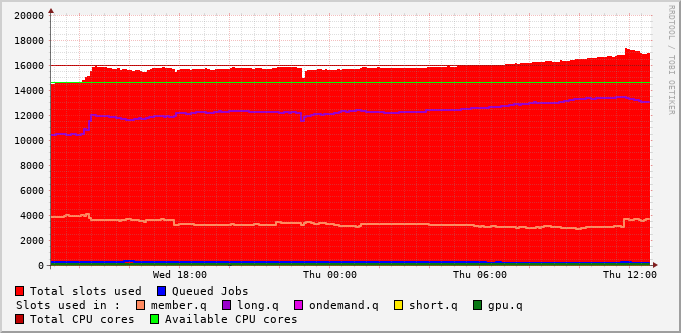 20000
18000
16000
14000
12000
10000
8000
6000
4000
2000
0
Wed 18:00 Thu 00:00 Thu 06:00 Thu 12:00
RRDTOOL / TOBI OETIKER
Total slots used Queued Jobs
Slots used in : member.q long.q ondemand.q short.q gpu.q
Total CPU cores Available CPU cores